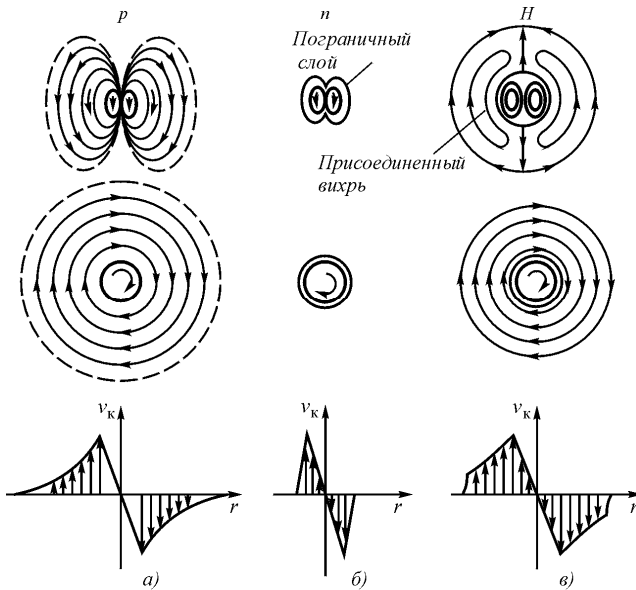 p
n
H
Пограничный
слой
Присоединенный
вихрь
vк
vк
vк
r
r
r
а)
б)
в)